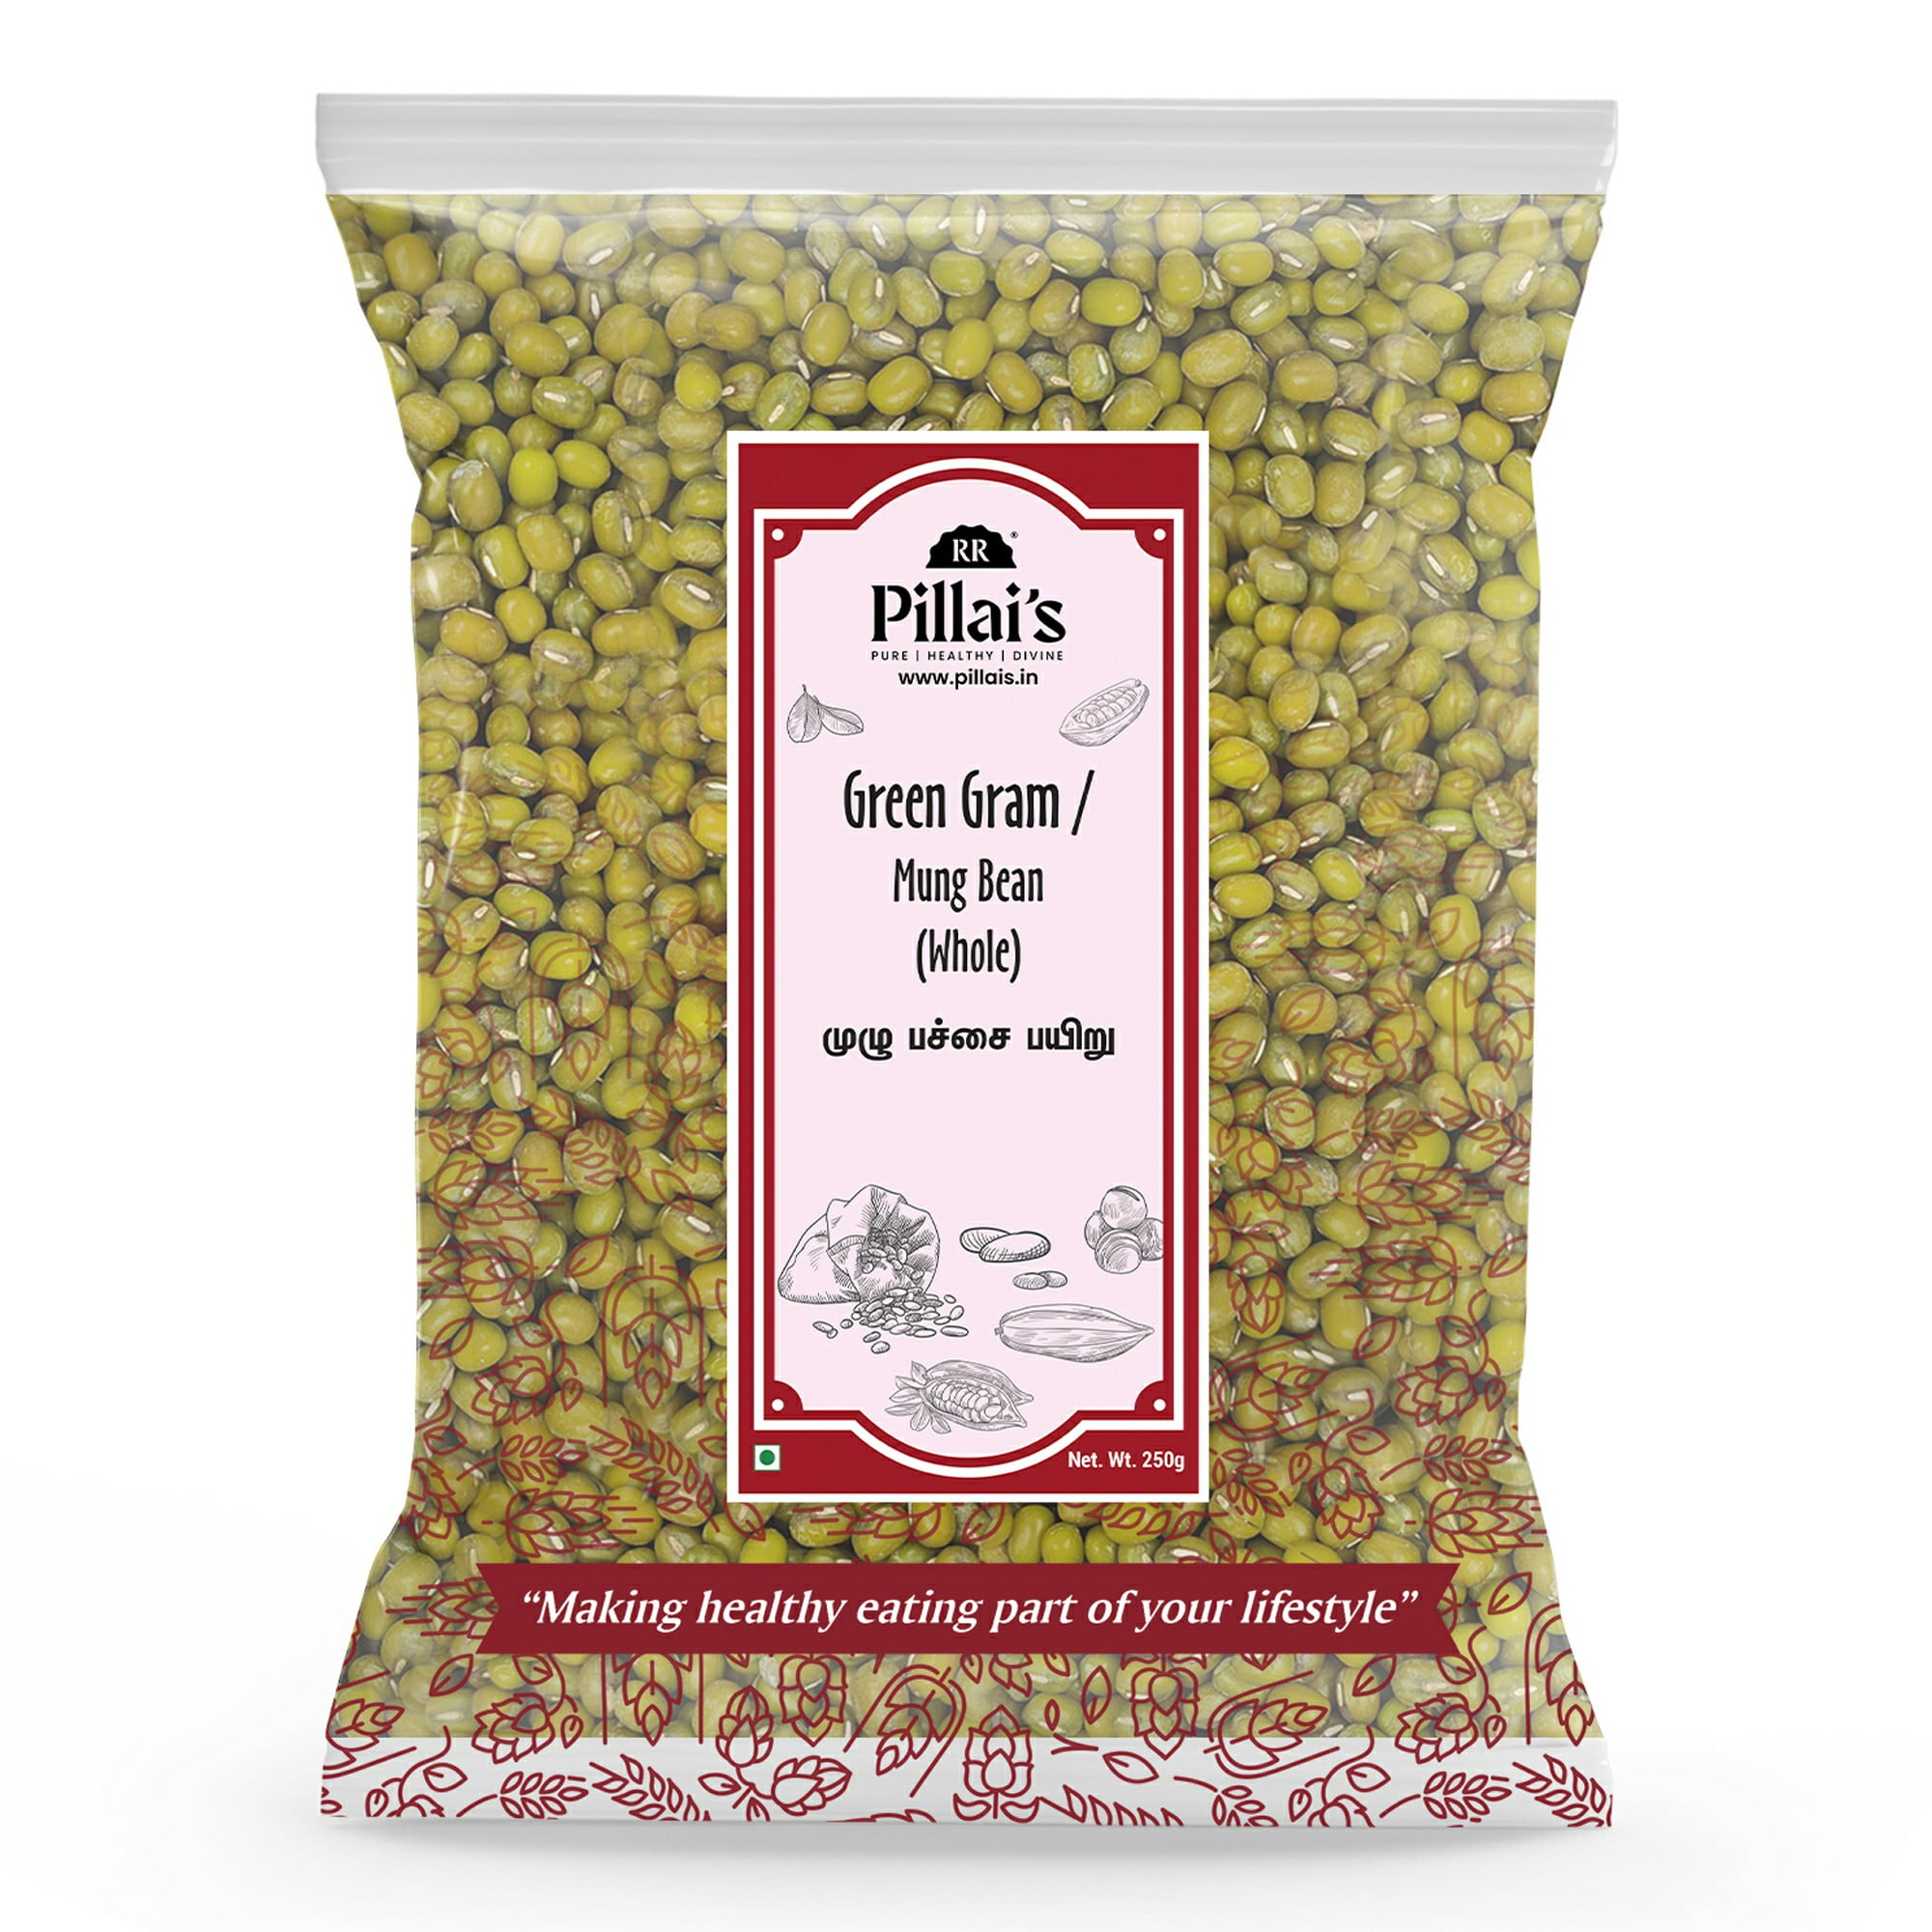 RR
Pillai's
PURE | HEALTHY | DIVINE
www.pillais.in
Green Gram /
Mung Bean
(Whole)
முழு பச்சை பயிறு
Net. Wt. 250g
“Making healthy eating part of your lifestyle”